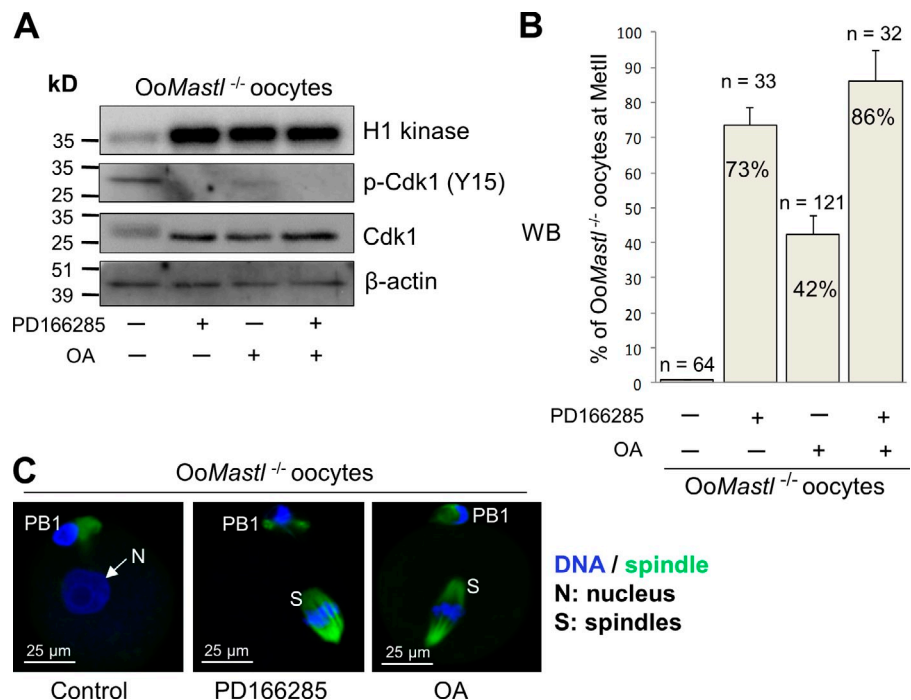 A
kD
OoMastl -/- oocytes
35
H1 kinase
35
25
p-Cdk1 (Y15)
35
25
Cdk1
51
39
β-actin
PD166285 – + – +
OA – – + +
B
WB
% of OoMastl -/- oocytes at MetII
100
90
80
70
60
50
40
30
20
10
0
n = 64
n = 33
73%
n = 121
42%
n = 32
86%
PD166285 – + – +
OA – – + +
OoMastl -/- oocytes
C
OoMastl -/- oocytes
PB1
N
25 µm
Control
PB1
S
25 µm
PD166285
PB1
S
25 µm
OA
DNA / spindle
N: nucleus
S: spindles